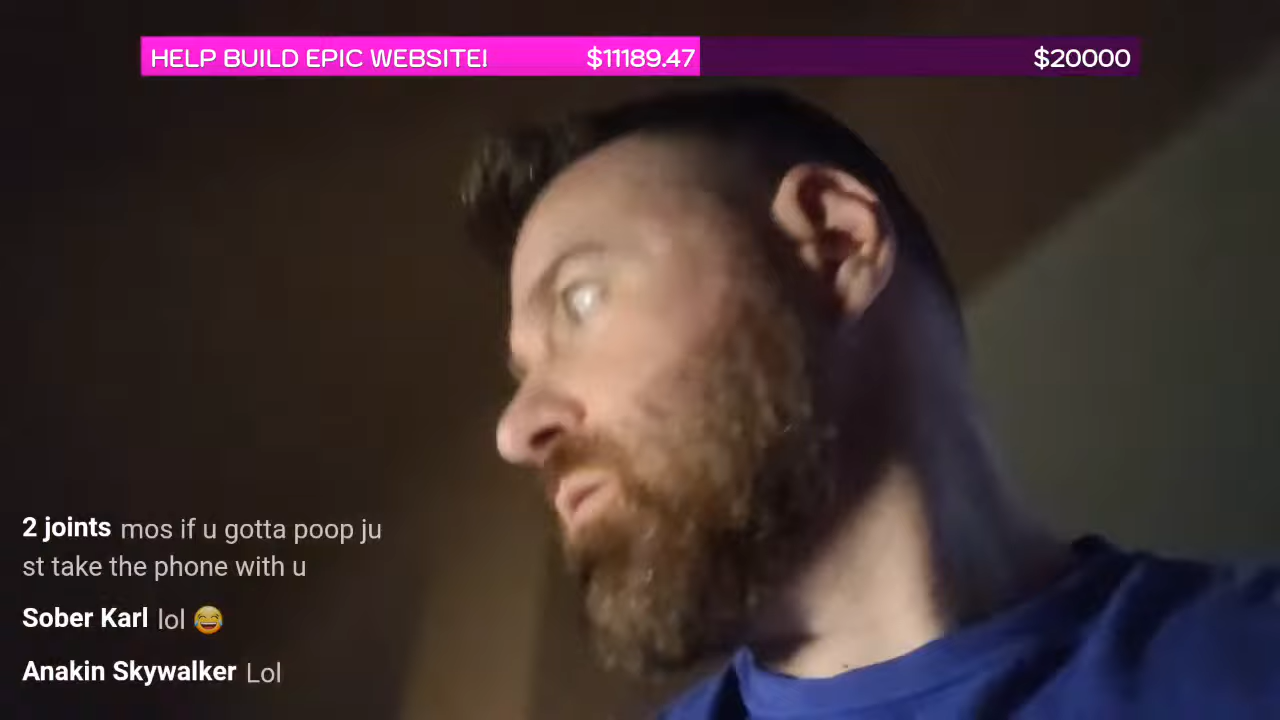 HELP BUILD EPIC WEBSITE! $11189.47 $20000
2 joints mos if u gotta poop ju
st take the phone with u
Sober Karl lol 😂
Anakin Skywalker Lol